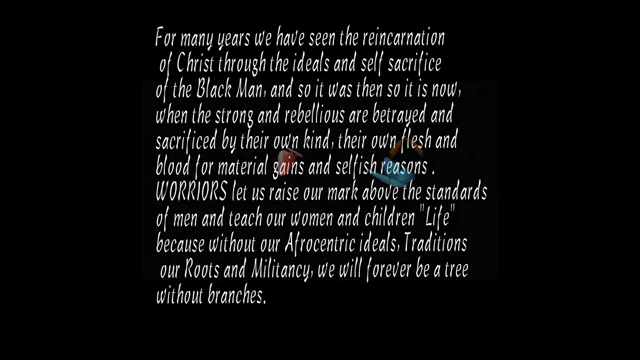 For many years we have seen the reincarnation
of Christ through the ideals and self sacrifice
of the Black Man, and so it was then so it is now,
when the strong and rebellious are betrayed and
sacrificed by their own kind, their own flesh and
blood for material gains and selfish reasons .
WORRIORS let us raise our mark above the standards
of men and teach our women and children "Life"
because without our Afrocentric ideals, Traditions
our Roots and Militancy, we will forever be a tree
without branches.